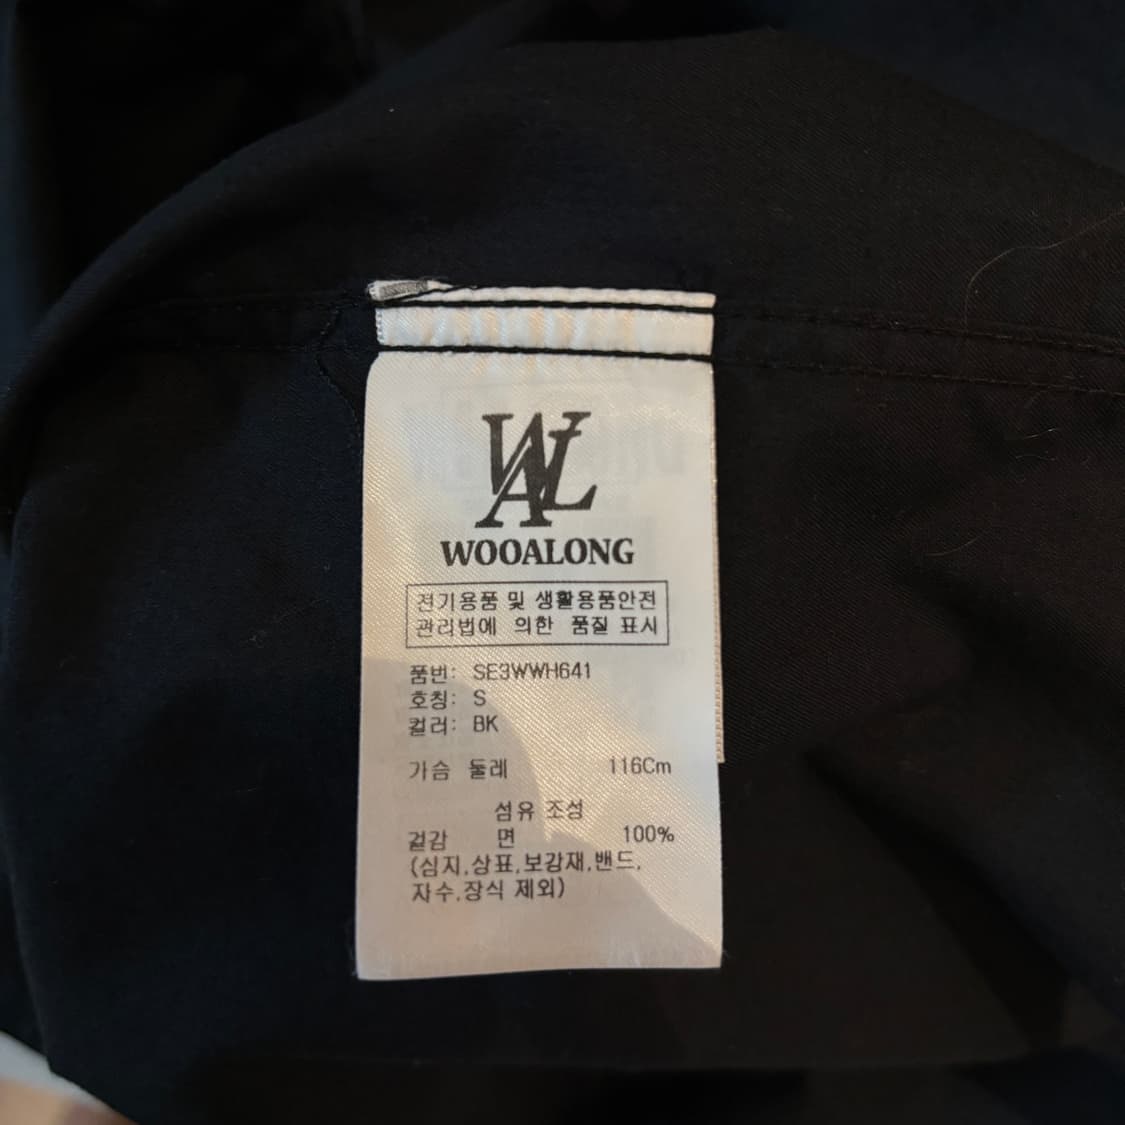 WAL
WOOALONG
전기용품 및 생활용품안전
관리법에 의한 품질 표시
품번: SE3WWH641
호칭: S
컬러: BK
가슴 둘레 116Cm
섬유 조성
겉감 면 100%
(심지,상표,보강재,밴드,
자수,장식 제외)